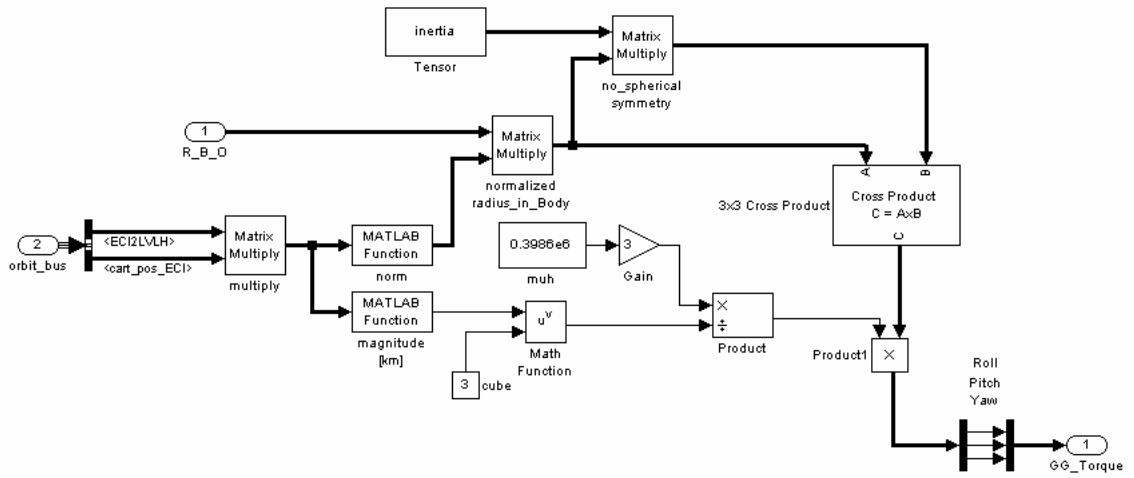 inertia
Tensor
Matrix
Multiply
no_spherical
symmetry
1
R_B_O
Matrix
Multiply
normalized
radius_in_Body
A
B
Cross Product
C = AxB
C
3x3 Cross Product
2
orbit_bus
<ECI2LVLH>
<cart_pos_ECI>
Matrix
Multiply
multiply
MATLAB
Function
norm
0.3986e6
muh
3
Gain
MATLAB
Function
magnitude
[km]
u^v
Math
Function
3
cube
×
÷
Product
Product1
×
Roll
Pitch
Yaw
1
GG_Torque